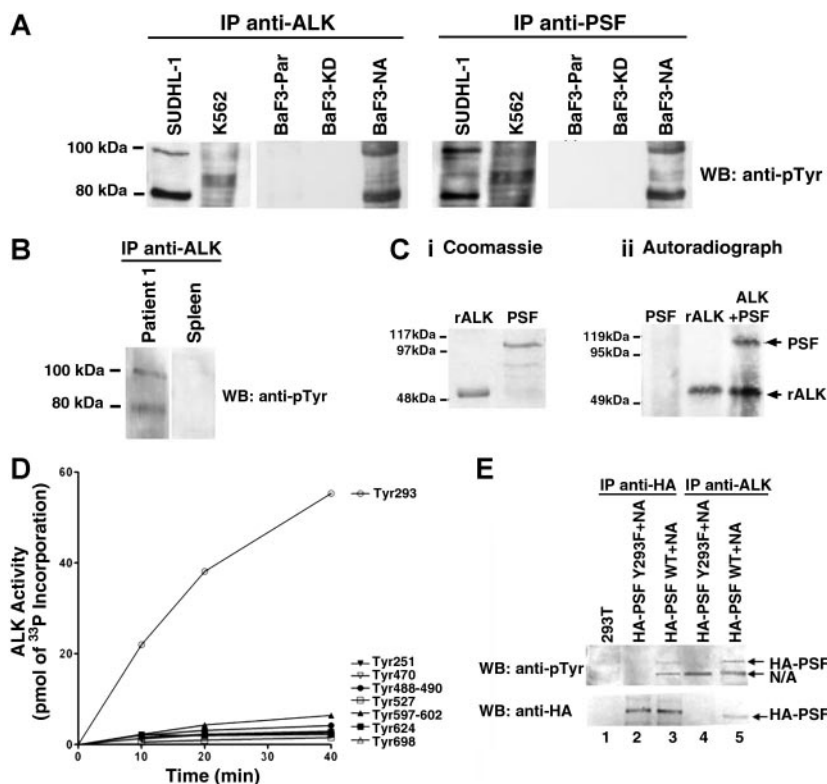 A
IP anti-ALK
IP anti-PSF
SUDHL-1
K562
BaF3-Par
BaF3-KD
BaF3-NA
SUDHL-1
K562
BaF3-Par
BaF3-KD
BaF3-NA
100 kDa
80 kDa
WB: anti-pTyr
B
IP anti-ALK
Patient 1
Spleen
100 kDa
80 kDa
WB: anti-pTyr
C
i Coomassie
rALK
PSF
117kDa
97kDa
48kDa
ii Autoradiograph
PSF
rALK
ALK
+PSF
119kDa
95kDa
49kDa
PSF
rALK
D
ALK Activity
(pmol of 33P Incorporation)
60
40
20
0
0
10
20
30
40
Time (min)
Tyr293
Tyr251
Tyr470
Tyr488-490
Tyr527
Tyr597-602
Tyr624
Tyr698
E
IP anti-HA
IP anti-ALK
293T
HA-PSF Y293F+NA
HA-PSF WT+NA
HA-PSF Y293F+NA
HA-PSF WT+NA
WB: anti-pTyr
HA-PSF
N/A
WB: anti-HA
HA-PSF
1 2 3 4 5